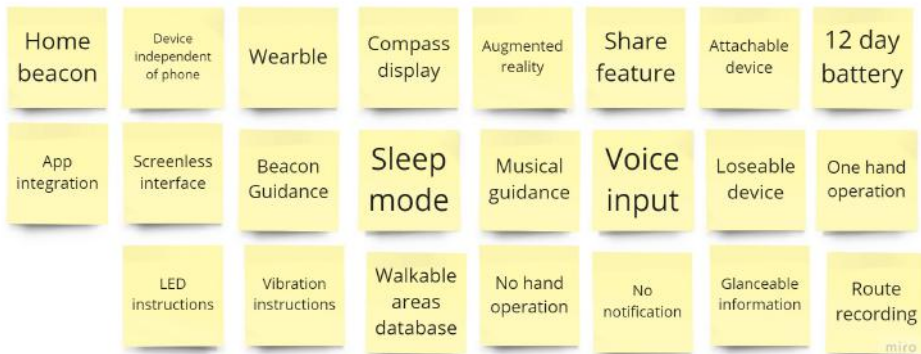 Home
beacon
Device
independent
of phone
Wearble
Compass
display
Augmented
reality
Share
feature
Attachable
device
12 day
battery
App
integration
Screenless
interface
Beacon
Guidance
Sleep
mode
Musical
guidance
Voice
input
Loseable
device
One hand
operation
LED
instructions
Vibration
instructions
Walkable
areas
database
No hand
operation
No
notification
Glanceable
information
Route
recording
miro